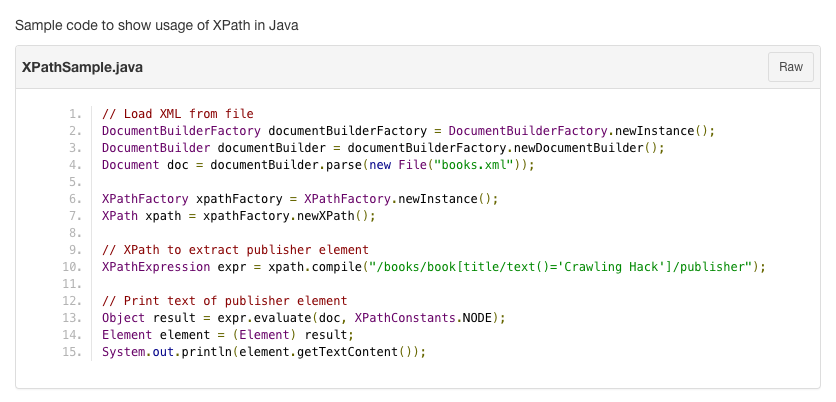 Sample code to show usage of XPath in Java
XPathSample.java
Raw
1. // Load XML from file
2. DocumentBuilderFactory documentBuilderFactory = DocumentBuilderFactory.newInstance();
3. DocumentBuilder documentBuilder = documentBuilderFactory.newDocumentBuilder();
4. Document doc = documentBuilder.parse(new File("books.xml"));
5.
6. XPathFactory xpathFactory = XPathFactory.newInstance();
7. XPath xpath = xpathFactory.newXPath();
8.
9. // XPath to extract publisher element
10. XPathExpression expr = xpath.compile("/books/book[title/text()='Crawling Hack']/publisher");
11.
12. // Print text of publisher element
13. Object result = expr.evaluate(doc, XPathConstants.NODE);
14. Element element = (Element) result;
15. System.out.println(element.getTextContent());